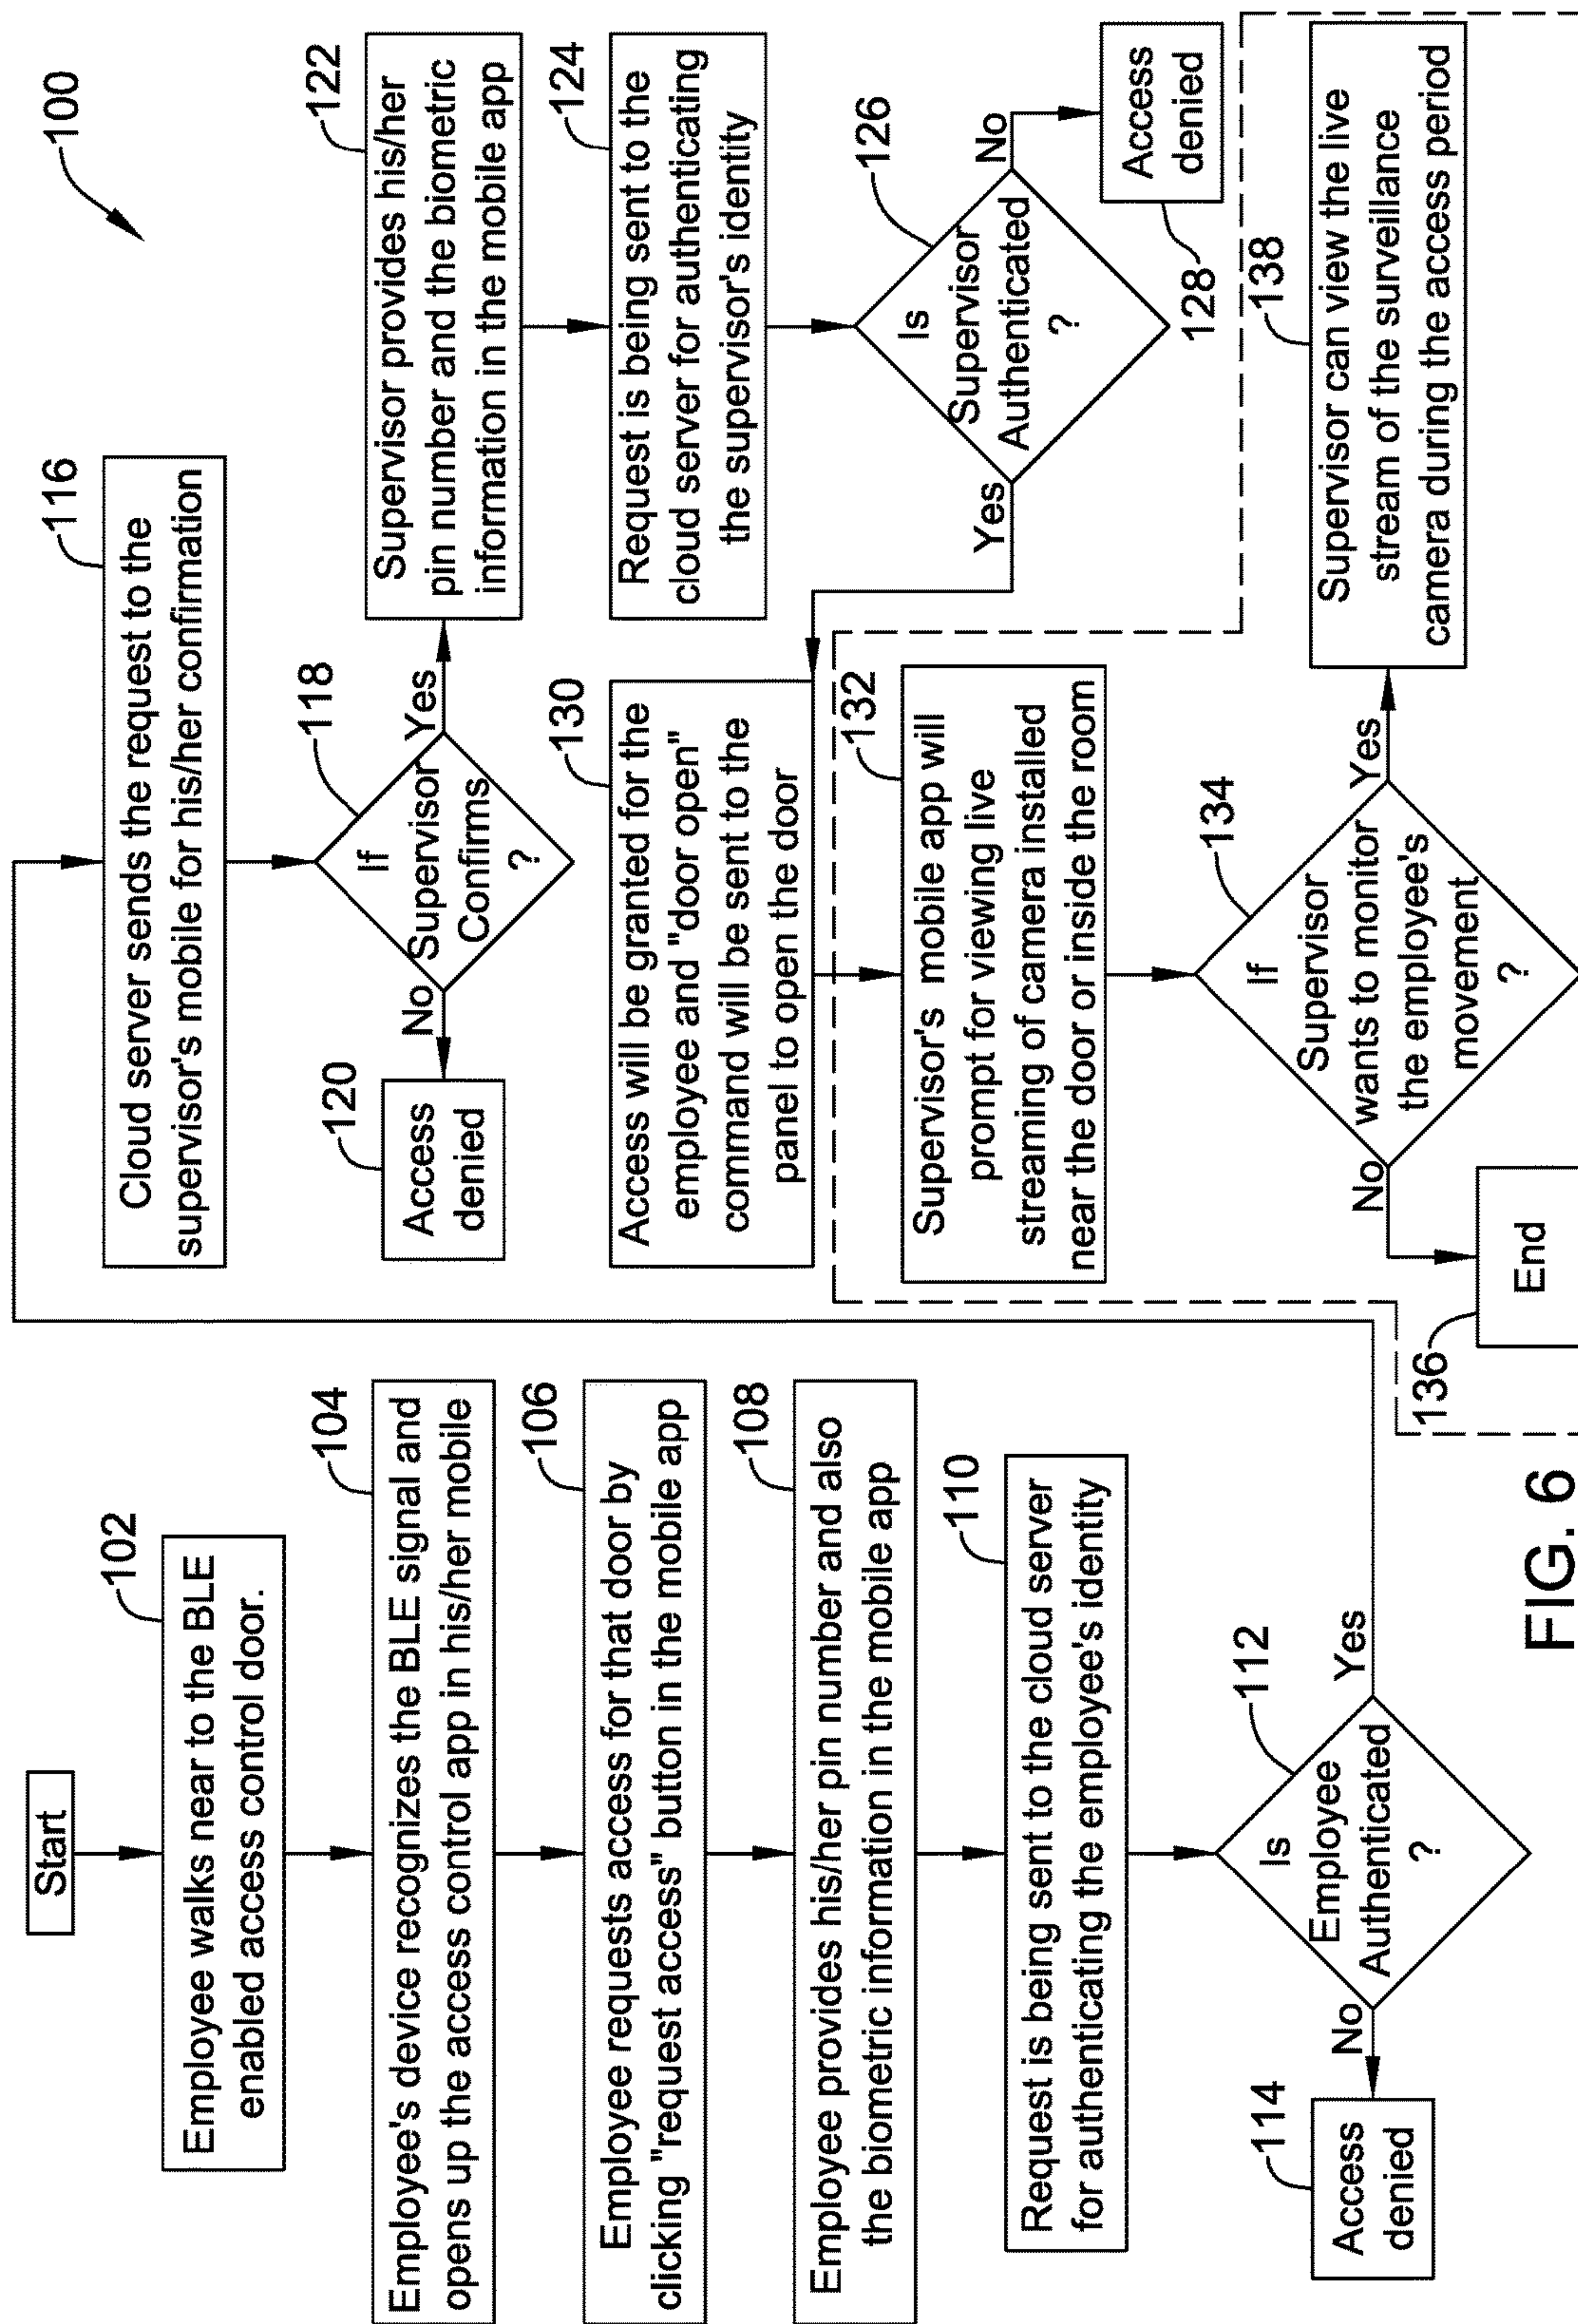 100
Start
102
Employee walks near to the BLE
enabled access control door.
104
Employee's device recognizes the BLE signal and
opens up the access control app in his/her mobile
106
Employee requests access for that door by
clicking "request access" button in the mobile app
108
Employee provides his/her pin number and also
the biometric information in the mobile app
110
Request is being sent to the cloud server
for authenticating the employee's identity
112
Is
Employee
Authenticated
?
No
Yes
114
Access
denied
116
Cloud server sends the request to the
supervisor's mobile for his/her confirmation
118
If
Supervisor
Confirms
?
No
Yes
120
Access
denied
122
Supervisor provides his/her
pin number and the biometric
information in the mobile app
124
Request is being sent to the
cloud server for authenticating
the supervisor's identity
126
Is
Supervisor
Authenticated
?
Yes
No
128
Access
denied
130
Access will be granted for the
employee and "door open"
command will be sent to the
panel to open the door
132
Supervisor's mobile app will
prompt for viewing live
streaming of camera installed
near the door or inside the room
134
If
Supervisor
wants to monitor
the employee's
movement
?
No
Yes
136
End
138
Supervisor can view the live
stream of the surveillance
camera during the access period
FIG. 6